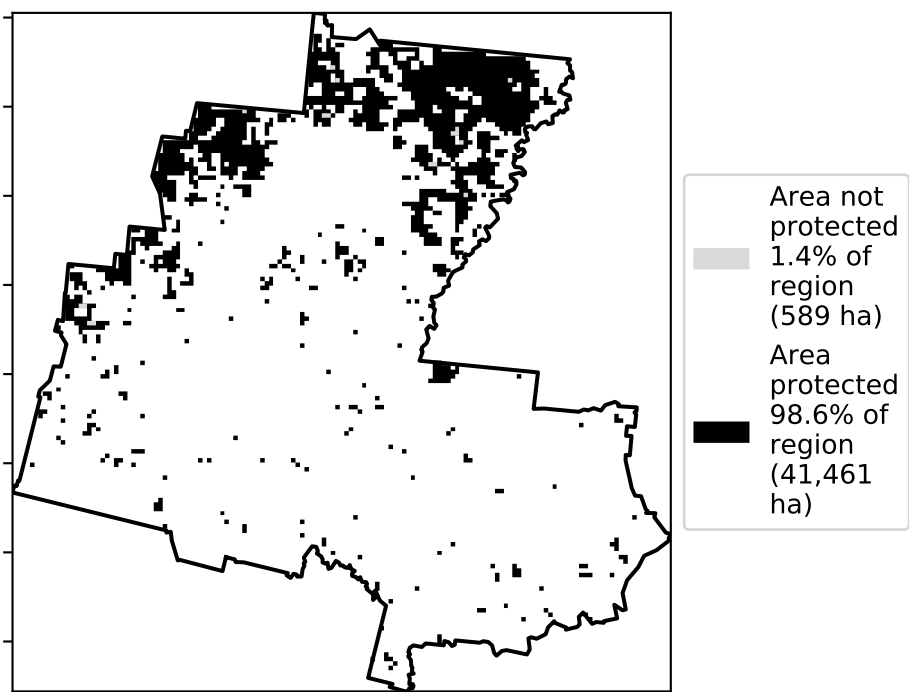 Area not
protected
1.4% of
region
(589 ha)
Area
protected
98.6% of
region
(41,461
ha)